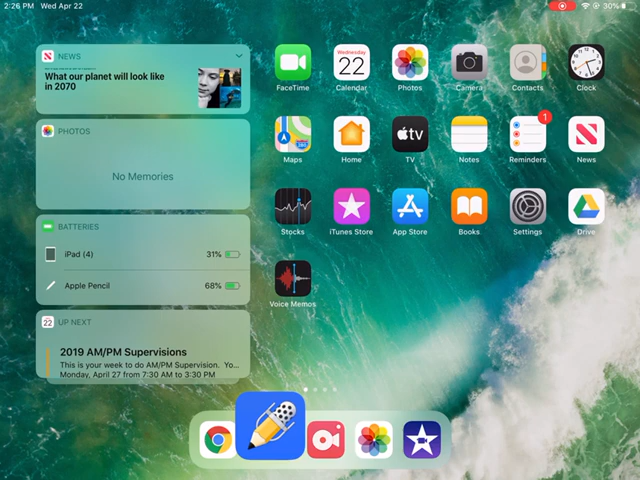 2:26 PM Wed Apr 22
30%
NEWS
What our planet will look like
in 2070
PHOTOS
No Memories
BATTERIES
iPad (4) 31%
Apple Pencil 68%
22
UP NEXT
2019 AM/PM Supervisions
This is your week to do AM/PM Supervision. Yo...
Monday, April 27 from 7:30 AM to 3:30 PM
Wednesday
22
tv
1
FaceTime Calendar Photos Camera Contacts Clock
Maps Home TV Notes Reminders News
Stocks iTunes Store App Store Books Settings Drive
Voice Memos